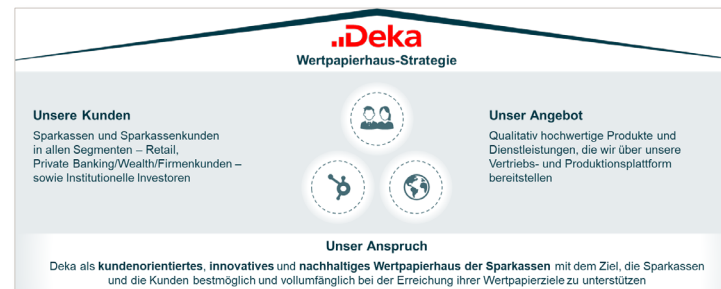 ..Deka
Wertpapierhaus-Strategie
Unsere Kunden
Sparkassen und Sparkassenkunden
in allen Segmenten – Retail,
Private Banking/Wealth/Firmenkunden –
sowie Institutionelle Investoren
Unser Angebot
Qualitativ hochwertige Produkte und
Dienstleistungen, die wir über unsere
Vertriebs- und Produktionsplattform
bereitstellen
Unser Anspruch
Deka als kundenorientiertes, innovatives und nachhaltiges Wertpapierhaus der Sparkassen mit dem Ziel, die Sparkassen
und die Kunden bestmöglich und vollumfänglich bei der Erreichung ihrer Wertpapierziele zu unterstützen